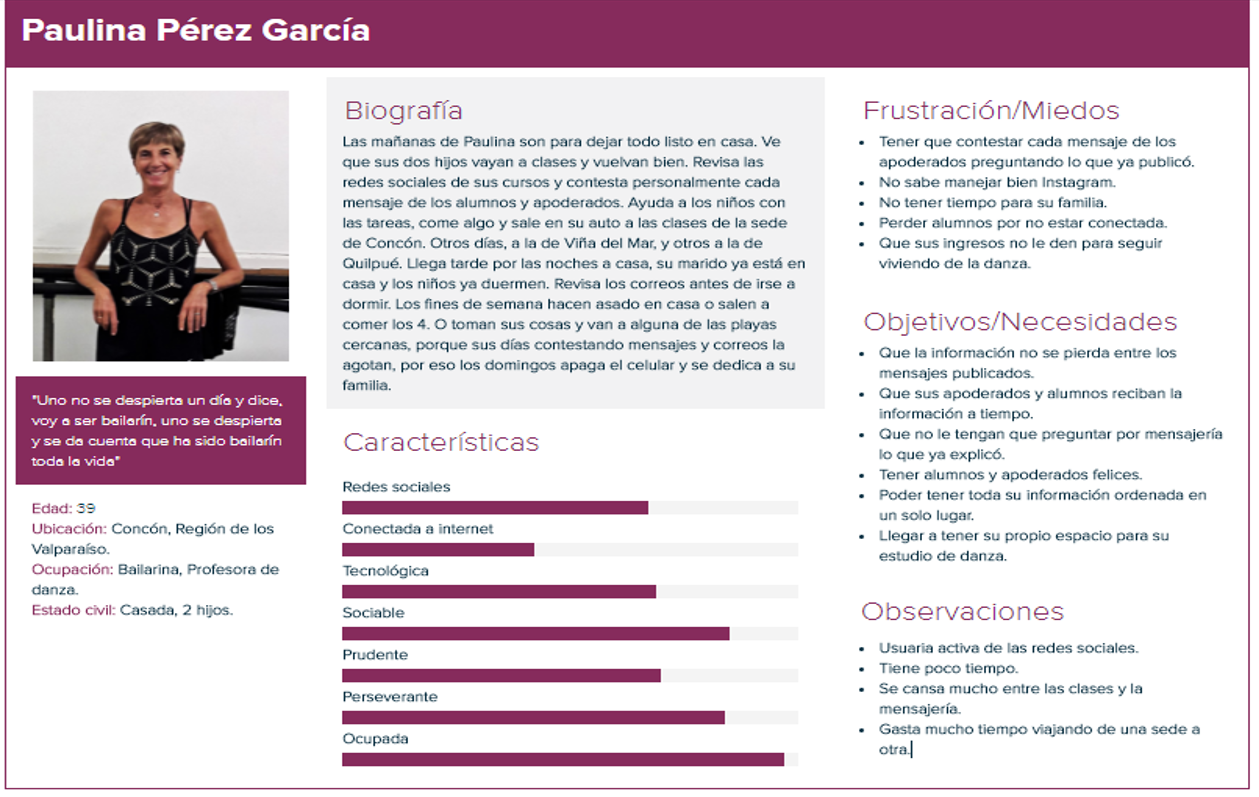 Paulina Pérez García
"Uno no se despierta un día y dice,
voy a ser bailarín, uno se despierta
y se da cuenta que ha sido bailarín
toda la vida"
Edad: 39
Ubicación: Concón, Región de los
Valparaíso.
Ocupación: Bailarina, Profesora de
danza.
Estado civil: Casada, 2 hijos.
Biografía
Las mañanas de Paulina son para dejar todo listo en casa. Ve
que sus dos hijos vayan a clases y vuelvan bien. Revisa las
redes sociales de sus cursos y contesta personalmente cada
mensaje de los alumnos y apoderados. Ayuda a los niños con
las tareas, come algo y sale en su auto a las clases de la sede
de Concón. Otros días, a la de Viña del Mar, y otros a la de
Quilpué. Llega tarde por las noches a casa, su marido ya está en
casa y los niños ya duermen. Revisa los correos antes de irse a
dormir. Los fines de semana hacen asado en casa o salen a
comer los 4. O toman sus cosas y van a alguna de las playas
cercanas, porque sus días contestando mensajes y correos la
agotan, por eso los domingos apaga el celular y se dedica a su
familia.
Características
Redes sociales
Conectada a internet
Tecnológica
Sociable
Prudente
Perseverante
Ocupada
Frustración/Miedos
• Tener que contestar cada mensaje de los
apoderados preguntando lo que ya publicó.
• No sabe manejar bien Instagram.
• No tener tiempo para su familia.
• Perder alumnos por no estar conectada.
• Que sus ingresos no le den para seguir
viviendo de la danza.
Objetivos/Necesidades
• Que la información no se pierda entre los
mensajes publicados.
• Que sus apoderados y alumnos reciban la
información a tiempo.
• Que no le tengan que preguntar por mensajería
lo que ya explicó.
• Tener alumnos y apoderados felices.
• Poder tener toda su información ordenada en
un solo lugar.
• Llegar a tener su propio espacio para su
estudio de danza.
Observaciones
• Usuaria activa de las redes sociales.
• Tiene poco tiempo.
• Se cansa mucho entre las clases y la
mensajería.
• Gasta mucho tiempo viajando de una sede a
otra.